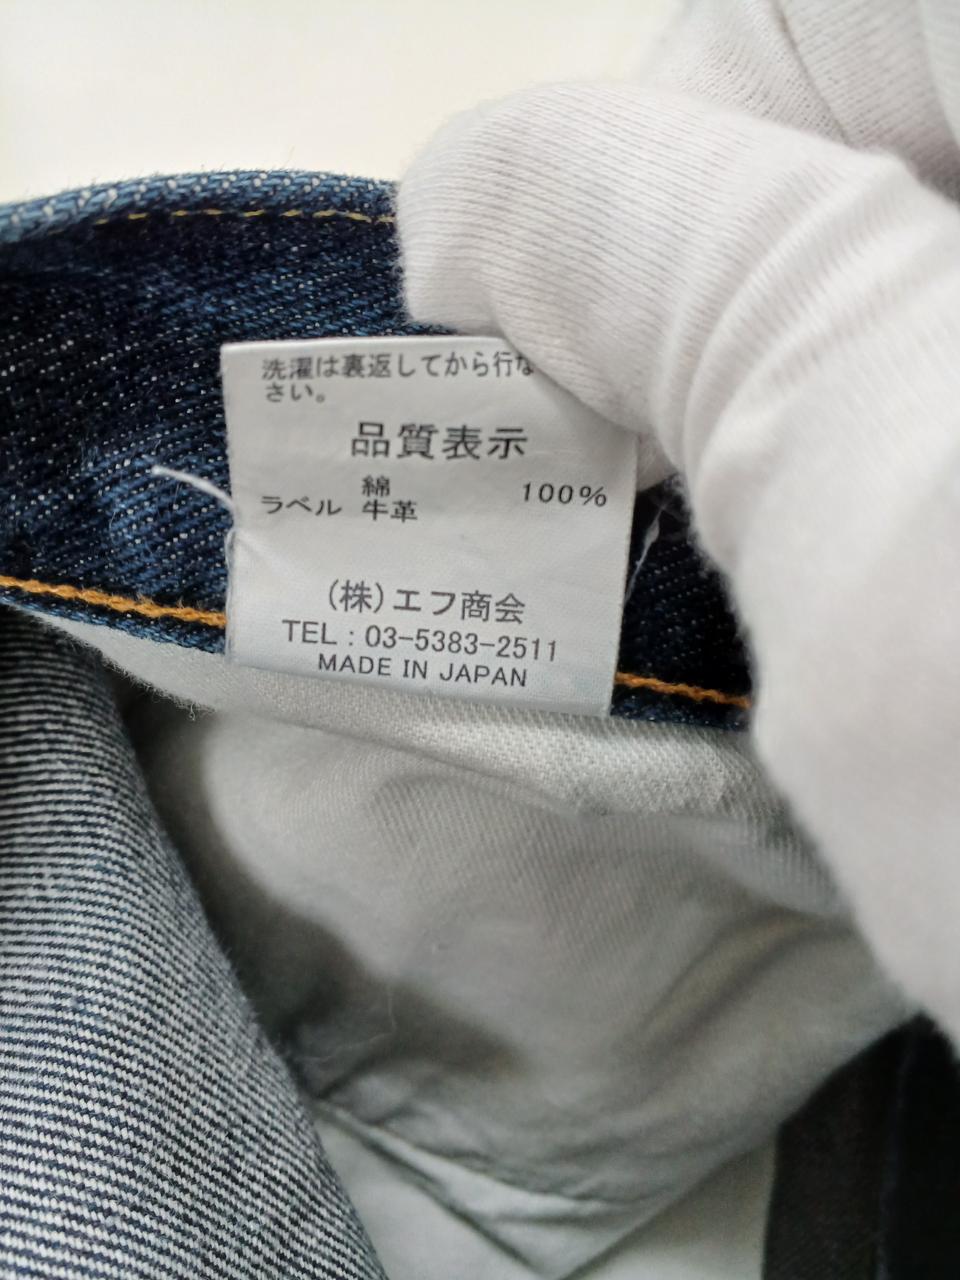 洗濯は裏返してから行な
さい。
品質表示
綿 100%
ラベル 牛革
(株)エフ商会
TEL : 03-5383-2511
MADE IN JAPAN